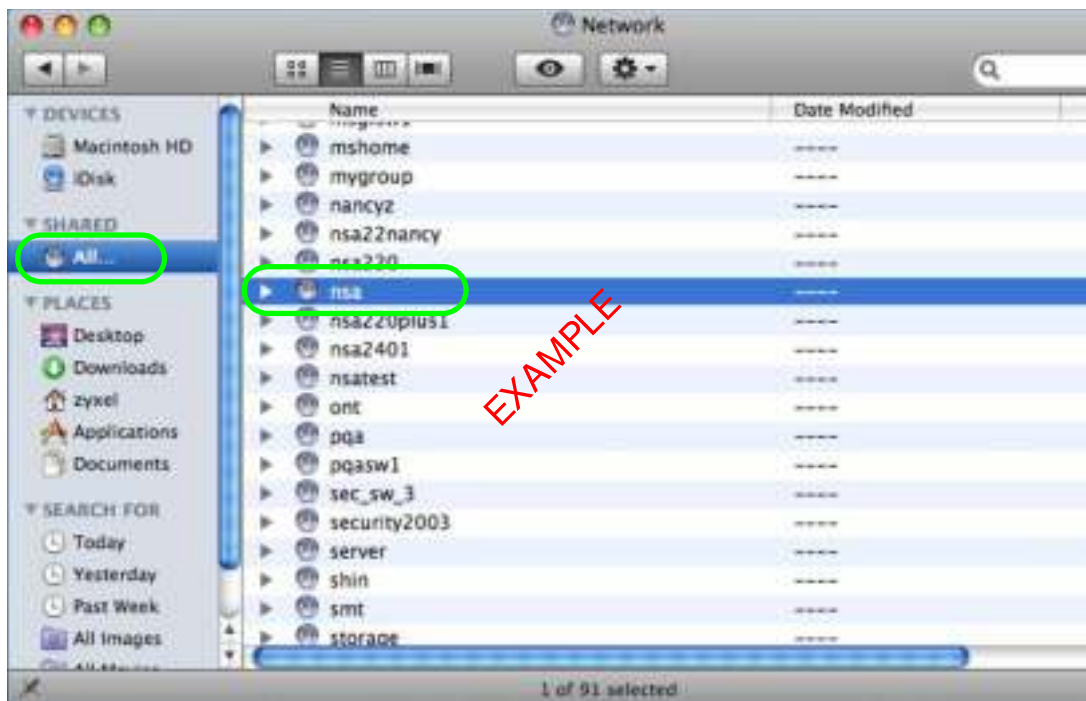 Network
DEVICES
Macintosh HD
iDisk
SHARED
All...
PLACES
Desktop
Downloads
zyxel
Applications
Documents
SEARCH FOR
Today
Yesterday
Past Week
All Images
Name
Date Modified
mshome
----
mygroup
----
nancyz
----
nsa22nancy
----
nsa220
----
nsa
----
nsa220plus1
----
nsa2401
----
nsatest
----
ont
----
pqa
----
pqasw1
----
sec_sw_3
----
security2003
----
server
----
shin
----
smt
----
storage
----
EXAMPLE
1 of 91 selected